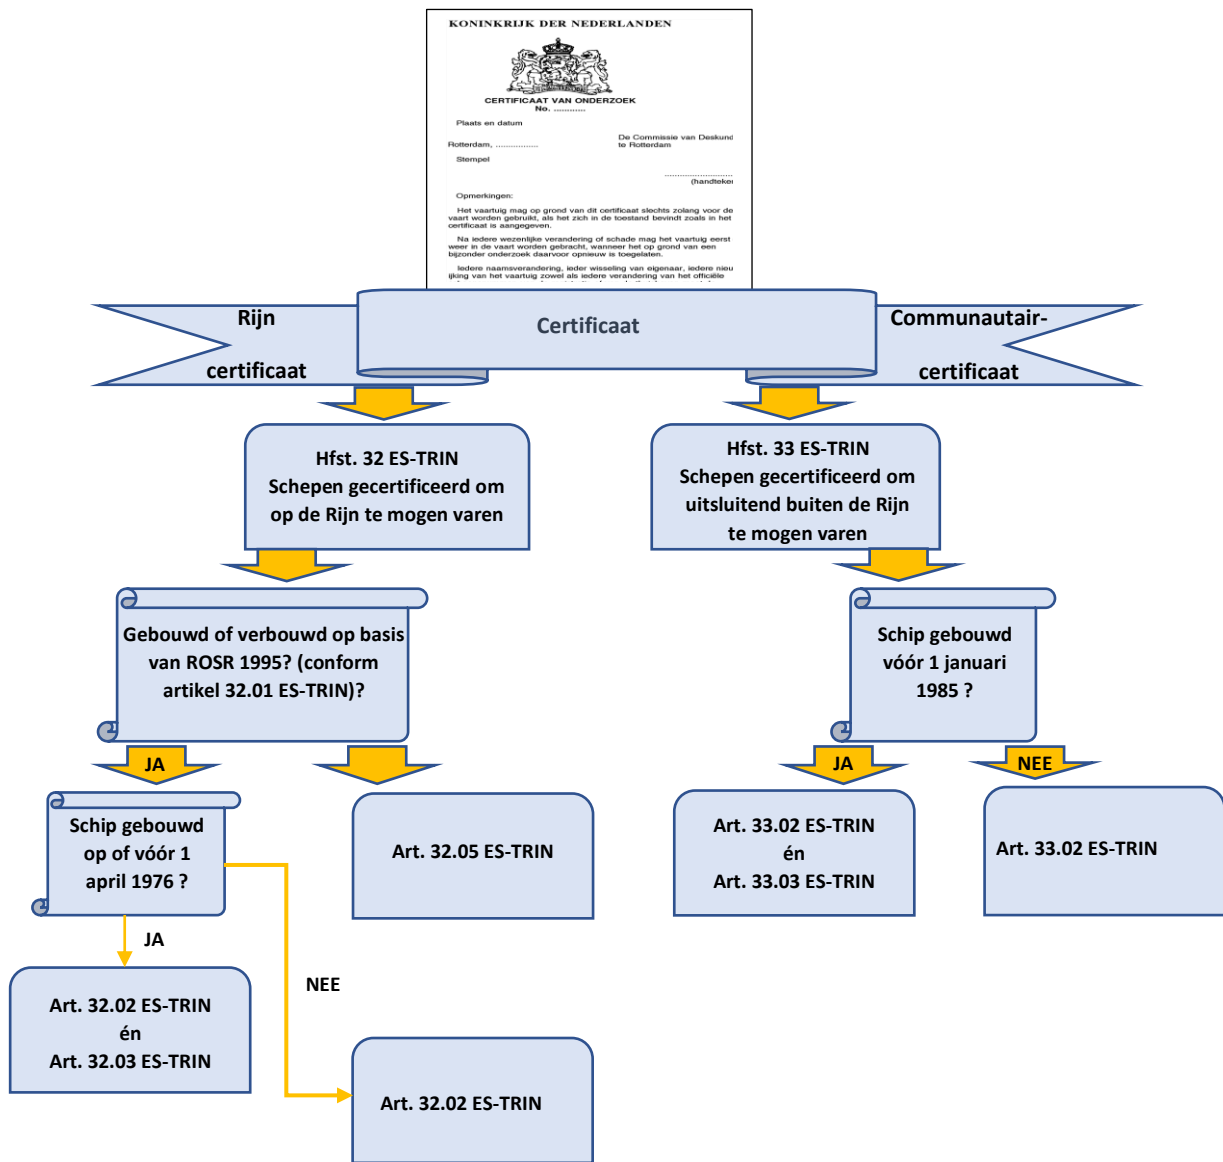 KONINKRIJK DER NEDERLANDEN
CERTIFICAAT VAN ONDERZOEK
No. ............
Plaats en datum
De Commissie van Deskund
te Rotterdam
Rotterdam, .................
Stempel
.........................
(handteker
Opmerkingen:
Het vaartuig mag op grond van dit certificaat slechts zolang voor de
vaart worden gebruikt, als het zich in de toestand bevindt zoals in het
certificaat is aangegeven.
Na iedere wezenlijke verandering of schade mag het vaartuig eerst
weer in de vaart worden gebracht, wanneer het op grond van een
bijzonder onderzoek daarvoor opnieuw is toegelaten.
Iedere naamsverandering, ieder wisseling van eigenaar, iedere nieu
ijking van het vaartuig zowel als iedere verandering van het officiële
Rijn
certificaat
Certificaat
Communautair-
certificaat
Hfst. 32 ES-TRIN
Schepen gecertificeerd om
op de Rijn te mogen varen
Hfst. 33 ES-TRIN
Schepen gecertificeerd om
uitsluitend buiten de Rijn
te mogen varen
Gebouwd of verbouwd op basis
van ROSR 1995? (conform
artikel 32.01 ES-TRIN)?
Schip gebouwd
vóór 1 januari
1985 ?
JA
JA
NEE
Schip gebouwd
op of vóór 1
april 1976 ?
Art. 32.05 ES-TRIN
Art. 33.02 ES-TRIN
én
Art. 33.03 ES-TRIN
Art. 33.02 ES-TRIN
JA
NEE
Art. 32.02 ES-TRIN
én
Art. 32.03 ES-TRIN
Art. 32.02 ES-TRIN